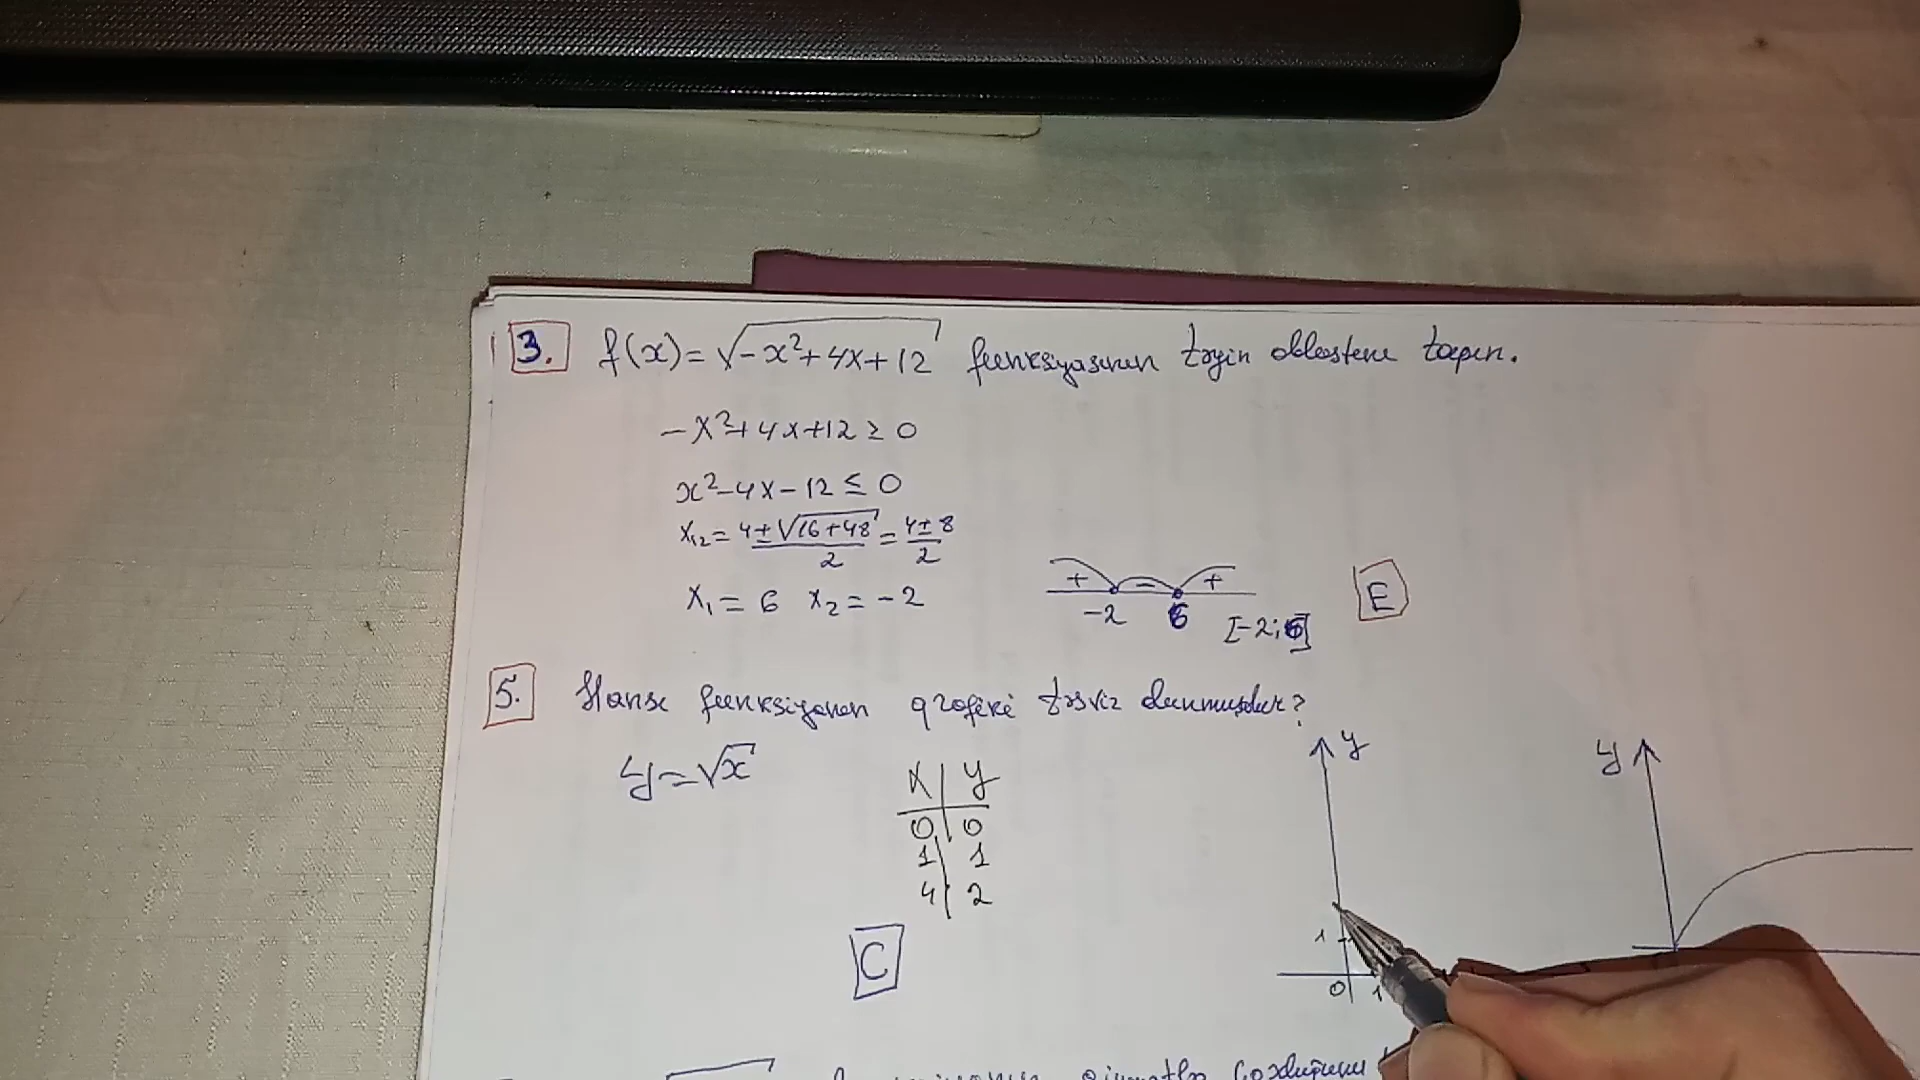 3. f(x) = √(-x²+4x+12) funksiyasının təyin oblastını tapın.
-x²+4x+12 ≥ 0
x²-4x-12 ≤ 0
x₁,₂ = (4±√(16+48))/2 = (4±8)/2
x₁ = 6 x₂ = -2
+ - +
-2 6
[-2;6]
E
5. Hansı funksiyanın qrafiki təsvir olunmuşdur?
y = √x
x | y
0 | 0
1 | 1
4 | 2
C
y
1
0 1
y